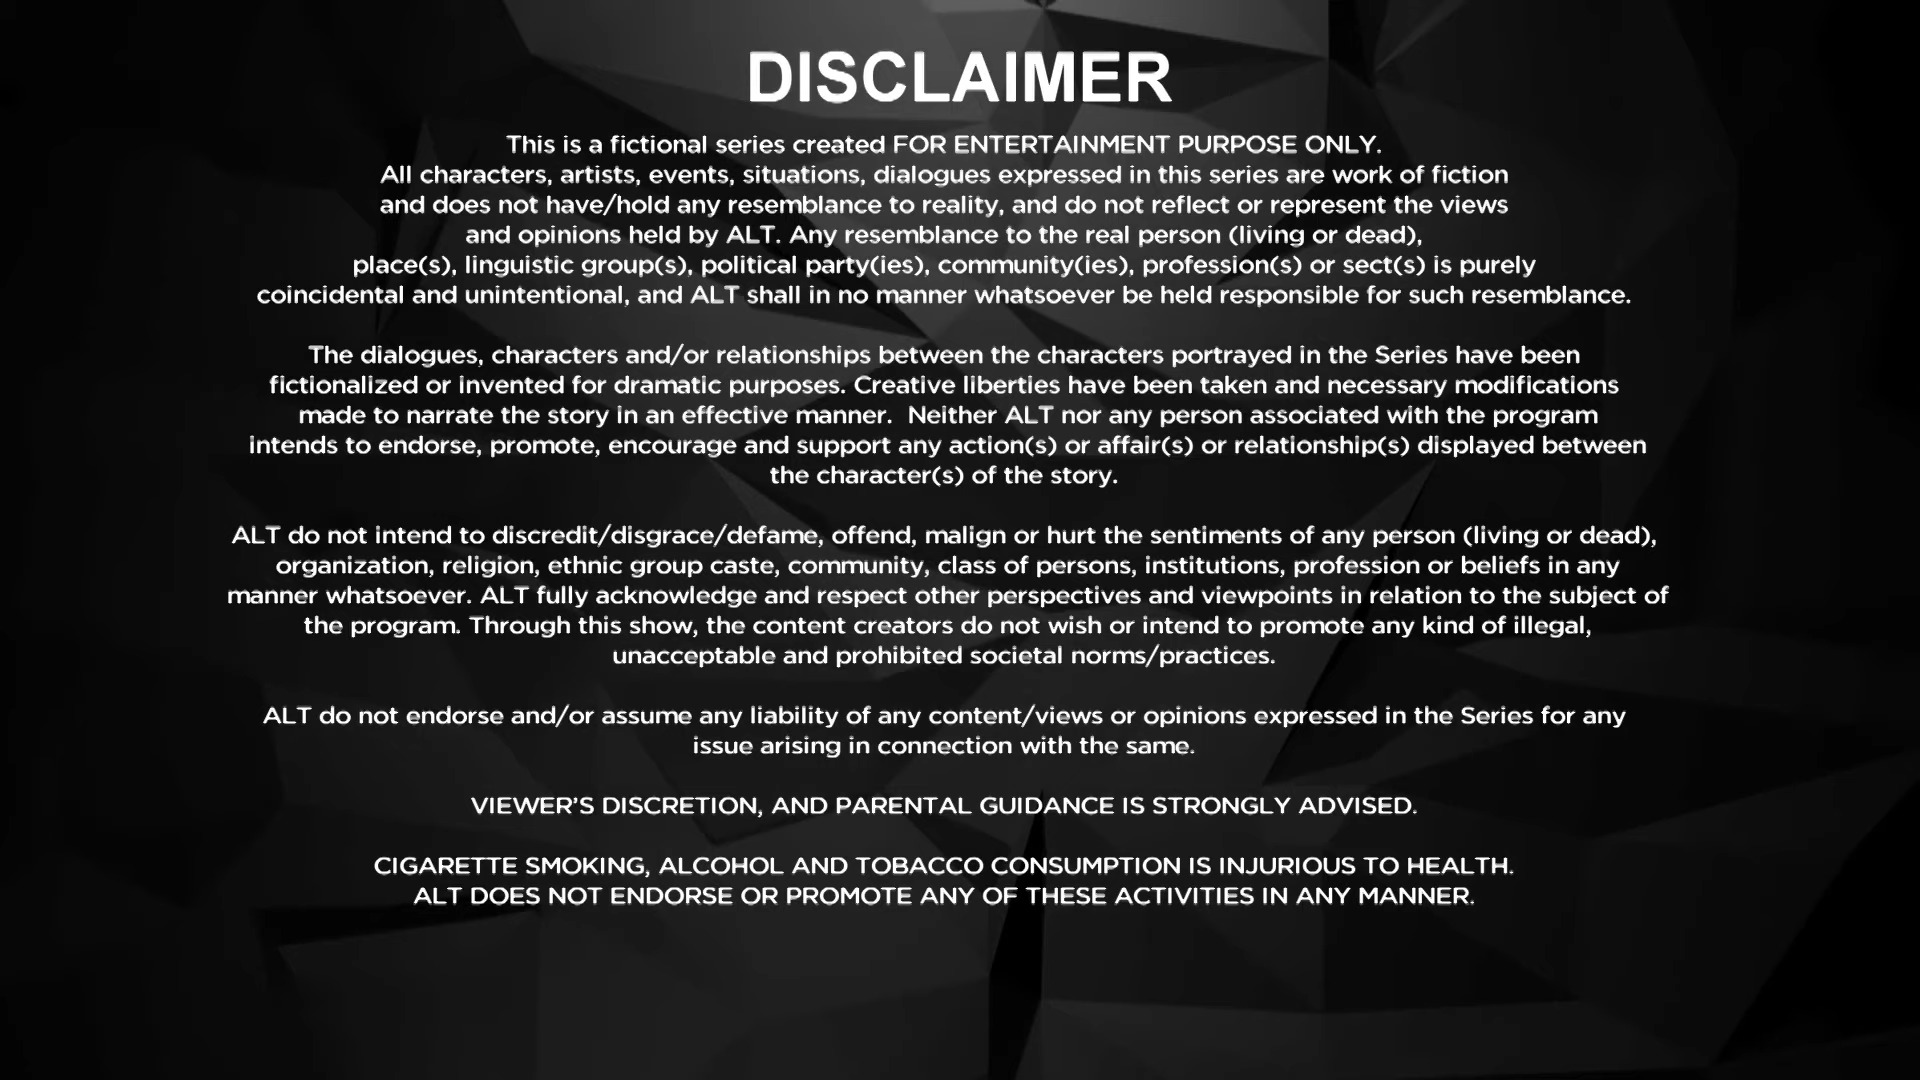 DISCLAIMER
This is a fictional series created FOR ENTERTAINMENT PURPOSE ONLY.
All characters, artists, events, situations, dialogues expressed in this series are work of fiction
and does not have/hold any resemblance to reality, and do not reflect or represent the views
and opinions held by ALT. Any resemblance to the real person (living or dead),
place(s), linguistic group(s), political party(ies), community(ies), profession(s) or sect(s) is purely
coincidental and unintentional, and ALT shall in no manner whatsoever be held responsible for such resemblance.
The dialogues, characters and/or relationships between the characters portrayed in the Series have been
fictionalized or invented for dramatic purposes. Creative liberties have been taken and necessary modifications
made to narrate the story in an effective manner.  Neither ALT nor any person associated with the program
intends to endorse, promote, encourage and support any action(s) or affair(s) or relationship(s) displayed between
the character(s) of the story.
ALT do not intend to discredit/disgrace/defame, offend, malign or hurt the sentiments of any person (living or dead),
organization, religion, ethnic group caste, community, class of persons, institutions, profession or beliefs in any
manner whatsoever. ALT fully acknowledge and respect other perspectives and viewpoints in relation to the subject of
the program. Through this show, the content creators do not wish or intend to promote any kind of illegal,
unacceptable and prohibited societal norms/practices.
ALT do not endorse and/or assume any liability of any content/views or opinions expressed in the Series for any
issue arising in connection with the same.
VIEWER'S DISCRETION, AND PARENTAL GUIDANCE IS STRONGLY ADVISED.
CIGARETTE SMOKING, ALCOHOL AND TOBACCO CONSUMPTION IS INJURIOUS TO HEALTH.
ALT DOES NOT ENDORSE OR PROMOTE ANY OF THESE ACTIVITIES IN ANY MANNER.